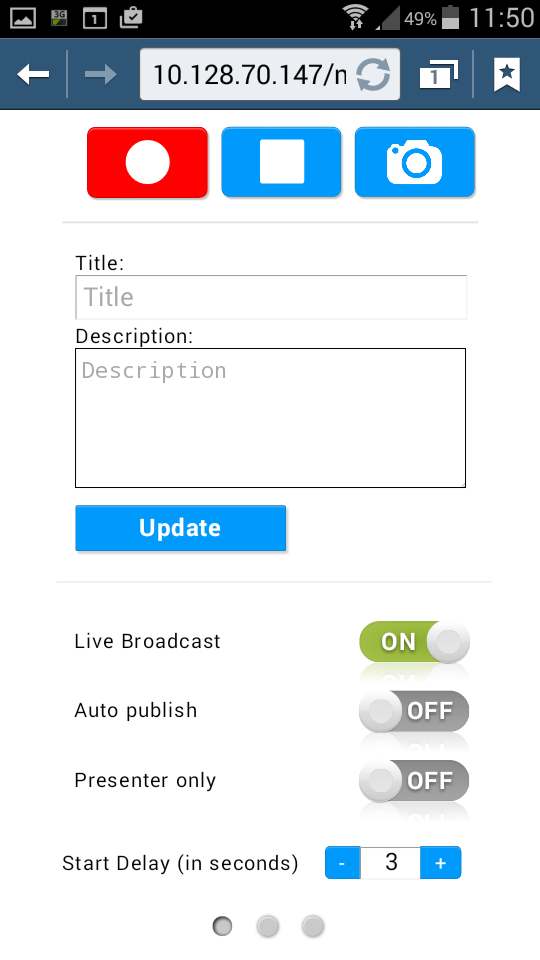 3G 1 49% 11:50
10.128.70.147/n 1
Title:
Title
Description:
Description
Update
Live Broadcast ON
Auto publish OFF
Presenter only OFF
Start Delay (in seconds) - 3 +